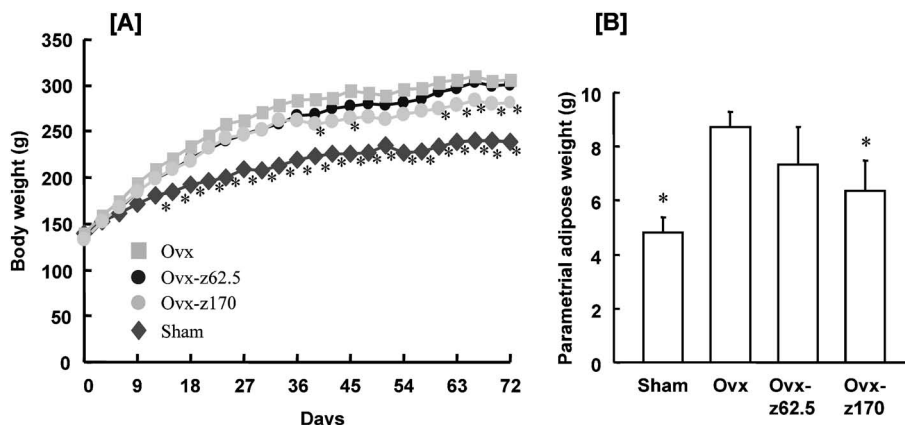 [A]
Body weight (g)
350
300
250
200
150
100
50
0
Ovx
Ovx-z62.5
Ovx-z170
Sham
0 9 18 27 36 45 54 63 72
Days
* * * * * * *
* * * * * * * * * * * * * * * * * * * *
[B]
Parametrial adipose weight (g)
10
8
6
4
2
0
* *
Sham Ovx Ovx- Ovx-
z62.5 z170